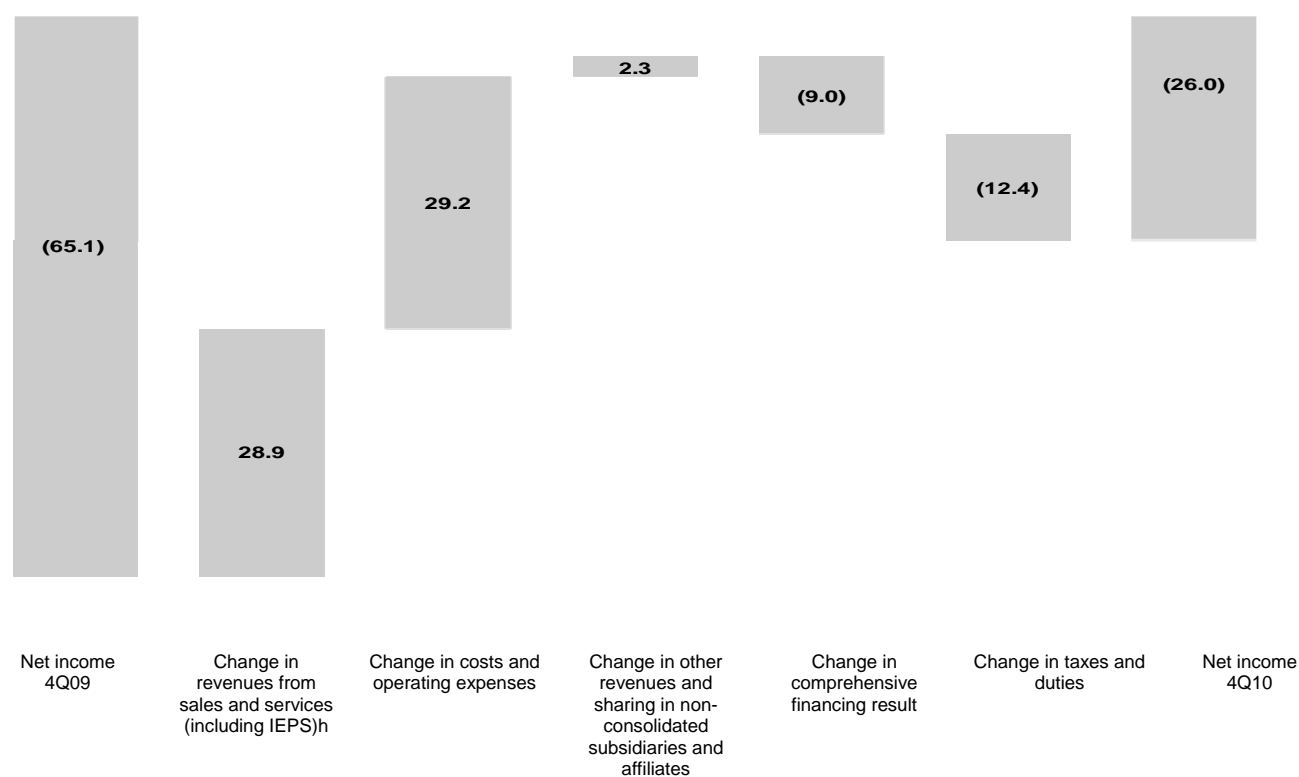 (65.1)
28.9
29.2
2.3
(9.0)
(12.4)
(26.0)
Net income
4Q09
Change in
revenues from
sales and services
(including IEPS)h
Change in costs and
operating expenses
Change in other
revenues and
sharing in non-
consolidated
subsidiaries and
affiliates
Change in
comprehensive
financing result
Change in taxes and
duties
Net income
4Q10